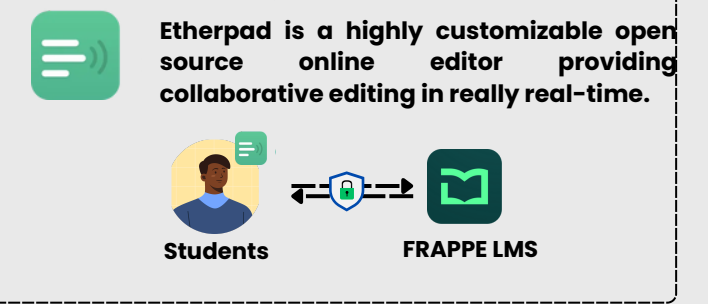 Etherpad is a highly customizable open
source online editor providing
collaborative editing in really real-time.
Students
FRAPPE LMS